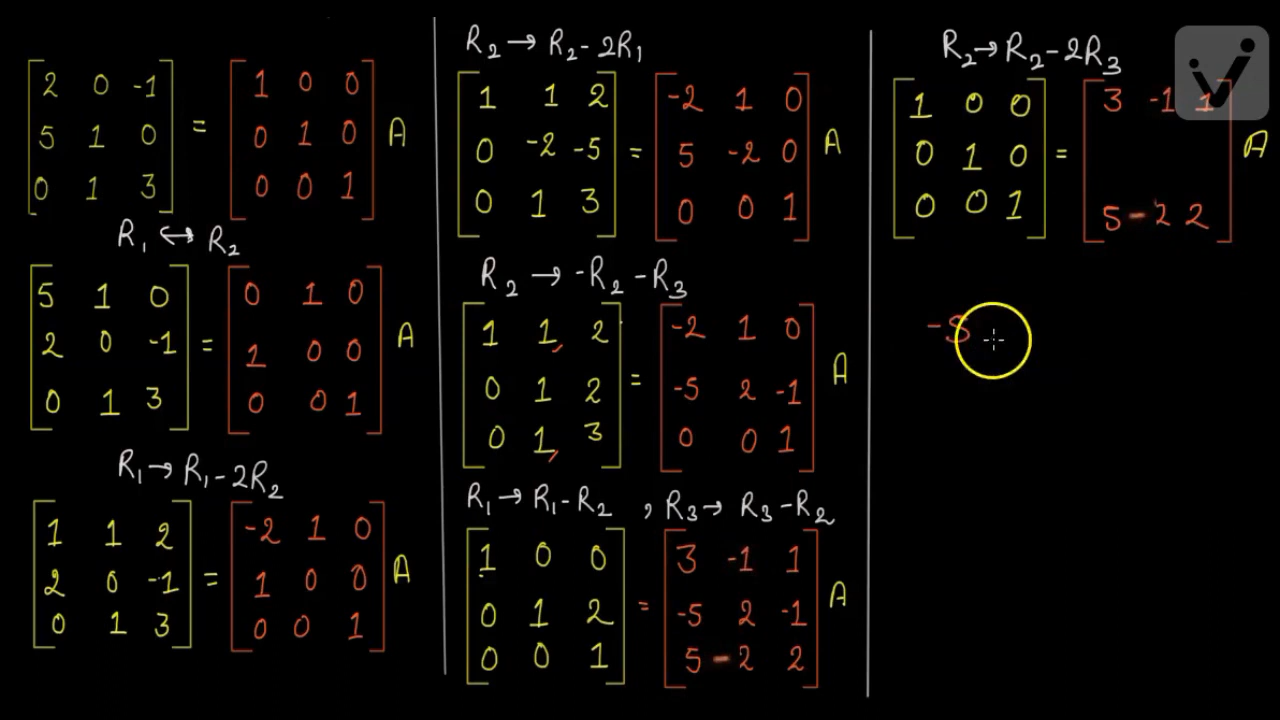 2 0 -1 1 0 0
5 1 0 = 0 1 0 A
0 1 3 0 0 1
R₁ ↔ R₂
5 1 0 0 1 0
2 0 -1 = 1 0 0 A
0 1 3 0 0 1
R₁ → R₁ - 2R₂
1 1 2 -2 1 0
2 0 -1 = 1 0 0 A
0 1 3 0 0 1
R₂ → R₂ - 2R₁
1 1 2 -2 1 0
0 -2 -5 = 5 -2 0 A
0 1 3 0 0 1
R₂ → -R₂ - R₃
1 1 2 -2 1 0
0 1 2 = -5 2 -1 A
0 1 3 0 0 1
R₁ → R₁ - R₂ , R₃ → R₃ - R₂
1 0 0 3 -1 1
0 1 2 = -5 2 -1 A
0 0 1 5 -2 2
R₂ → R₂ - 2R₃
1 0 0 3 -1 1
0 1 0 = A
0 0 1 5 -2 2